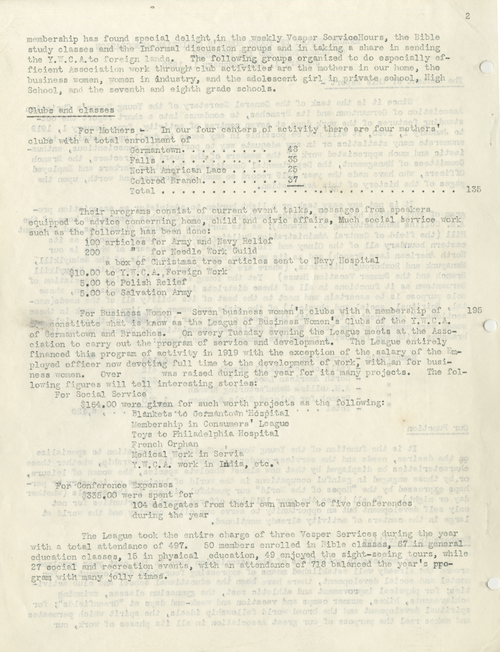 2
membership has found special delight in the weekly Vesper ServiceHours, the Bible
study classes and the Informal discussion groups and in taking a share in sending
the Y.W.C.A. to foreign lands. The following groups organized to do especially ef-
ficient Association work through club activities are the mothers in our home, the
business women, women in industry, and the adolescent girl in private school, High
School, and the seventh and eighth grade schools.
Clubs and classes
For Mothers - In our four centers of activity there are four mothers'
clubs with a total enrollment of
Germantown. . . . . . . . . . 48
Falls . . . . . . . . . . . . 35
North American Lace . . . . . 25
Colored Branch. . . . . . . . 37
Total . . . . . . . . . . . . . . . . . . 135
Their programs consist of current event talks, messages from speakers
equipped to advice concerning home, child and civic affairs, Much social service work
such as the following has been done:
100 articles for Army and Navy Relief
200 " for Needle Work Guild
a box of Christmas tree articles sent to Navy Hospital
$10.00 to Y.W.C.A. Foreign Work
5.00 to Polish Relief
5.00 to Salvation Army
For Business Women - Seven business women's clubs with a membership of 195
constitute what is know as the League of Business Women's Clubs of the Y.W.C.A.
of Germantown and Branches. On every Tuesday evening the League meets at the Asso-
ciation to carry out the program of service and development. The League entirely
financed this program of activity in 1919 with the exception of the salary of the Em-
ployed officer now devoting full time to the development of work, with an for busi-
ness women. Over was raised during the year for its many projects. The fol-
lowing figures will tell interesting stories:
For Social Service
$164.00 were given for such worth projects as the following:
Blankets to Germantown Hospital
Membership in Consumers' League
Toys to Philadelphia Hospital
French Orphan
Medical Work in Servia
Y.W.C.A. work in India, etc.
For Conference Expenses
$335.00 were spent for
104 delegates from their own number to five conferences
during the year
The League took the entire charge of three Vesper Services during the year
with a total attendance of 497. 50 members enrolled in Bible classes, 87 in general
education classes, 15 in physical education, 49 enjoyed the sight-seeing tours, while
27 social and recreation events, with an attendance of 718 balanced the year's pro-
gram with many jolly times.